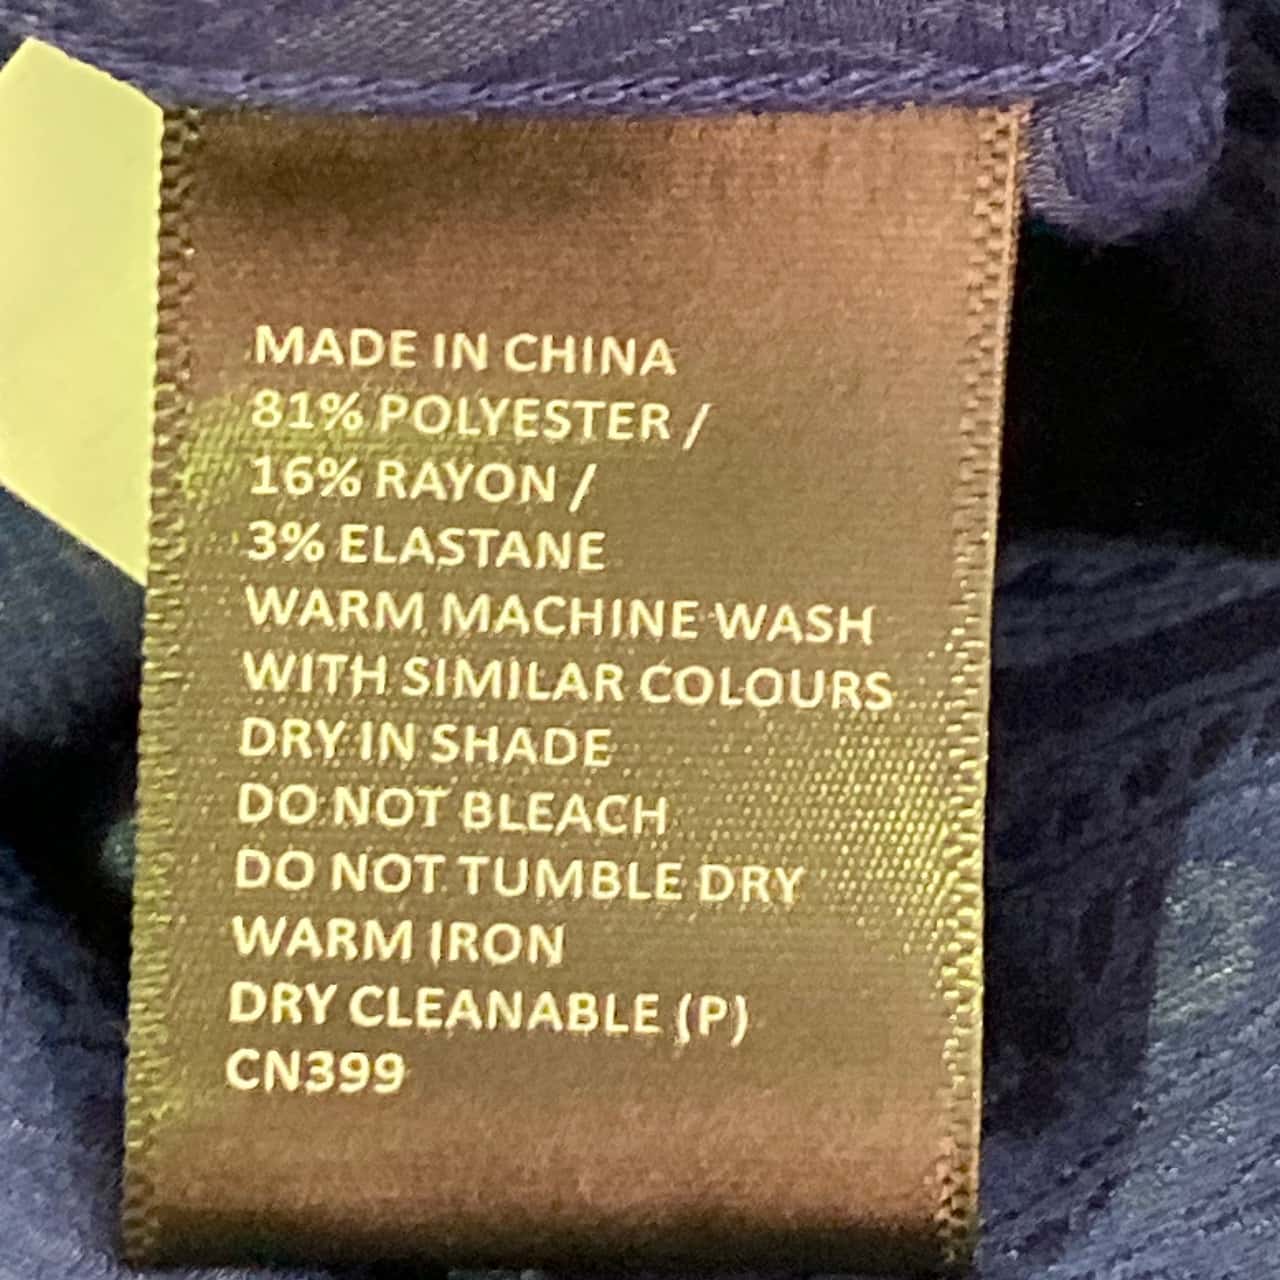 MADE IN CHINA
81% POLYESTER /
16% RAYON /
3% ELASTANE
WARM MACHINE WASH
WITH SIMILAR COLOURS
DRY IN SHADE
DO NOT BLEACH
DO NOT TUMBLE DRY
WARM IRON
DRY CLEANABLE (P)
CN399